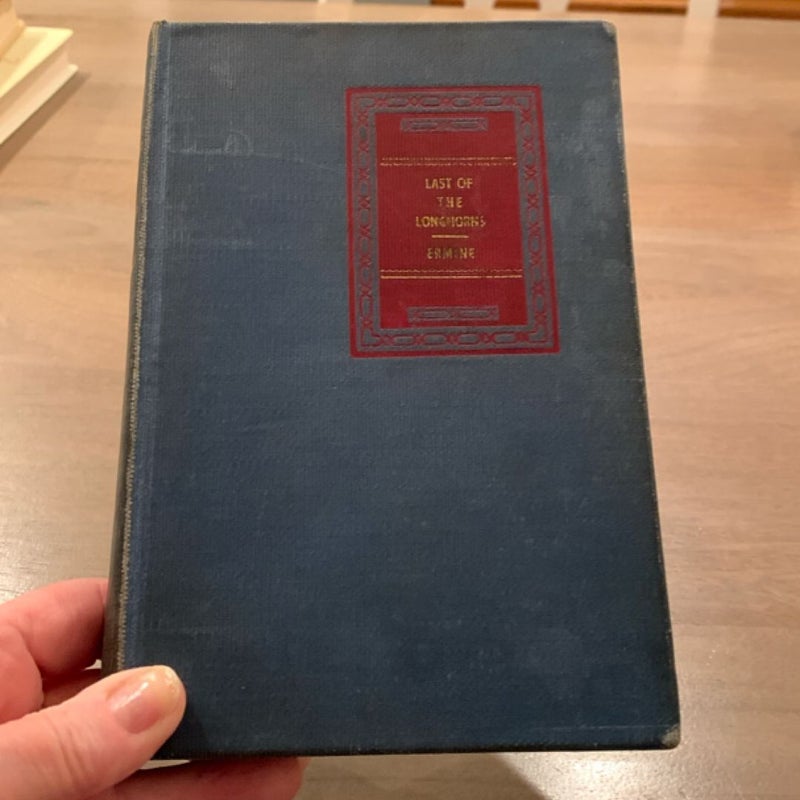 LAST OF
THE
LONGHORNS
ERMINE